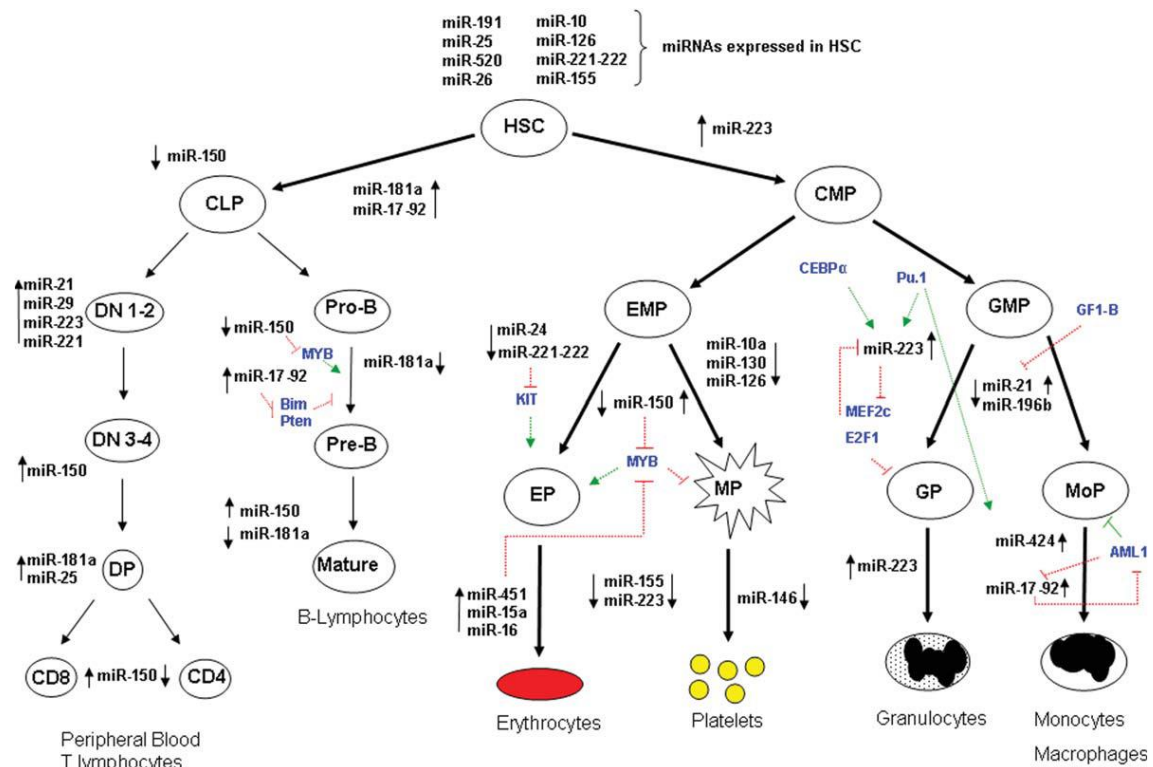 miR-191 miR-10
miR-25 miR-126
miR-520 miR-221-222
miR-26 miR-155
miRNAs expressed in HSC
HSC
miR-223
miR-150
miR-181a
miR-17-92
CLP
CMP
miR-21
miR-29
miR-223
miR-221
DN 1-2
Pro-B
miR-150
MYB
miR-181a
miR-17-92
Bim
Pten
DN 3-4
Pre-B
miR-150
miR-150
miR-181a
miR-181a
miR-25
DP
Mature
B-Lymphocytes
CD8
miR-150
CD4
Peripheral Blood
T lymphocytes
EMP
miR-24
miR-221-222
KIT
miR-10a
miR-130
miR-126
miR-150
MYB
EP
MP
miR-451
miR-15a
miR-16
miR-155
miR-223
miR-146
Erythrocytes
Platelets
CEBPα
Pu.1
GMP
GF1-B
miR-223
MEF2c
E2F1
miR-21
miR-196b
GP
MoP
miR-223
miR-424
AML1
miR-17-92
Granulocytes
Monocytes
Macrophages